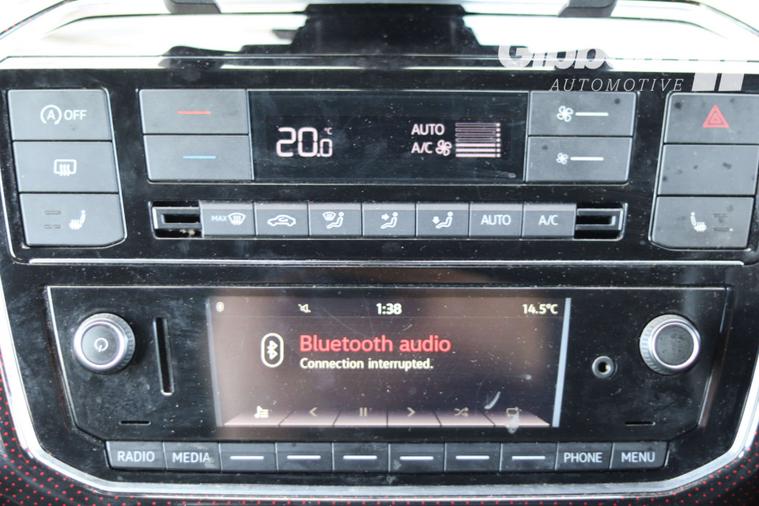 Gibbons
AUTOMOTIVE
A OFF
20.0 °C
AUTO
A/C
MAX
AUTO
A/C
1:38
14.5°C
Bluetooth audio
Connection interrupted.
RADIO
MEDIA
PHONE
MENU